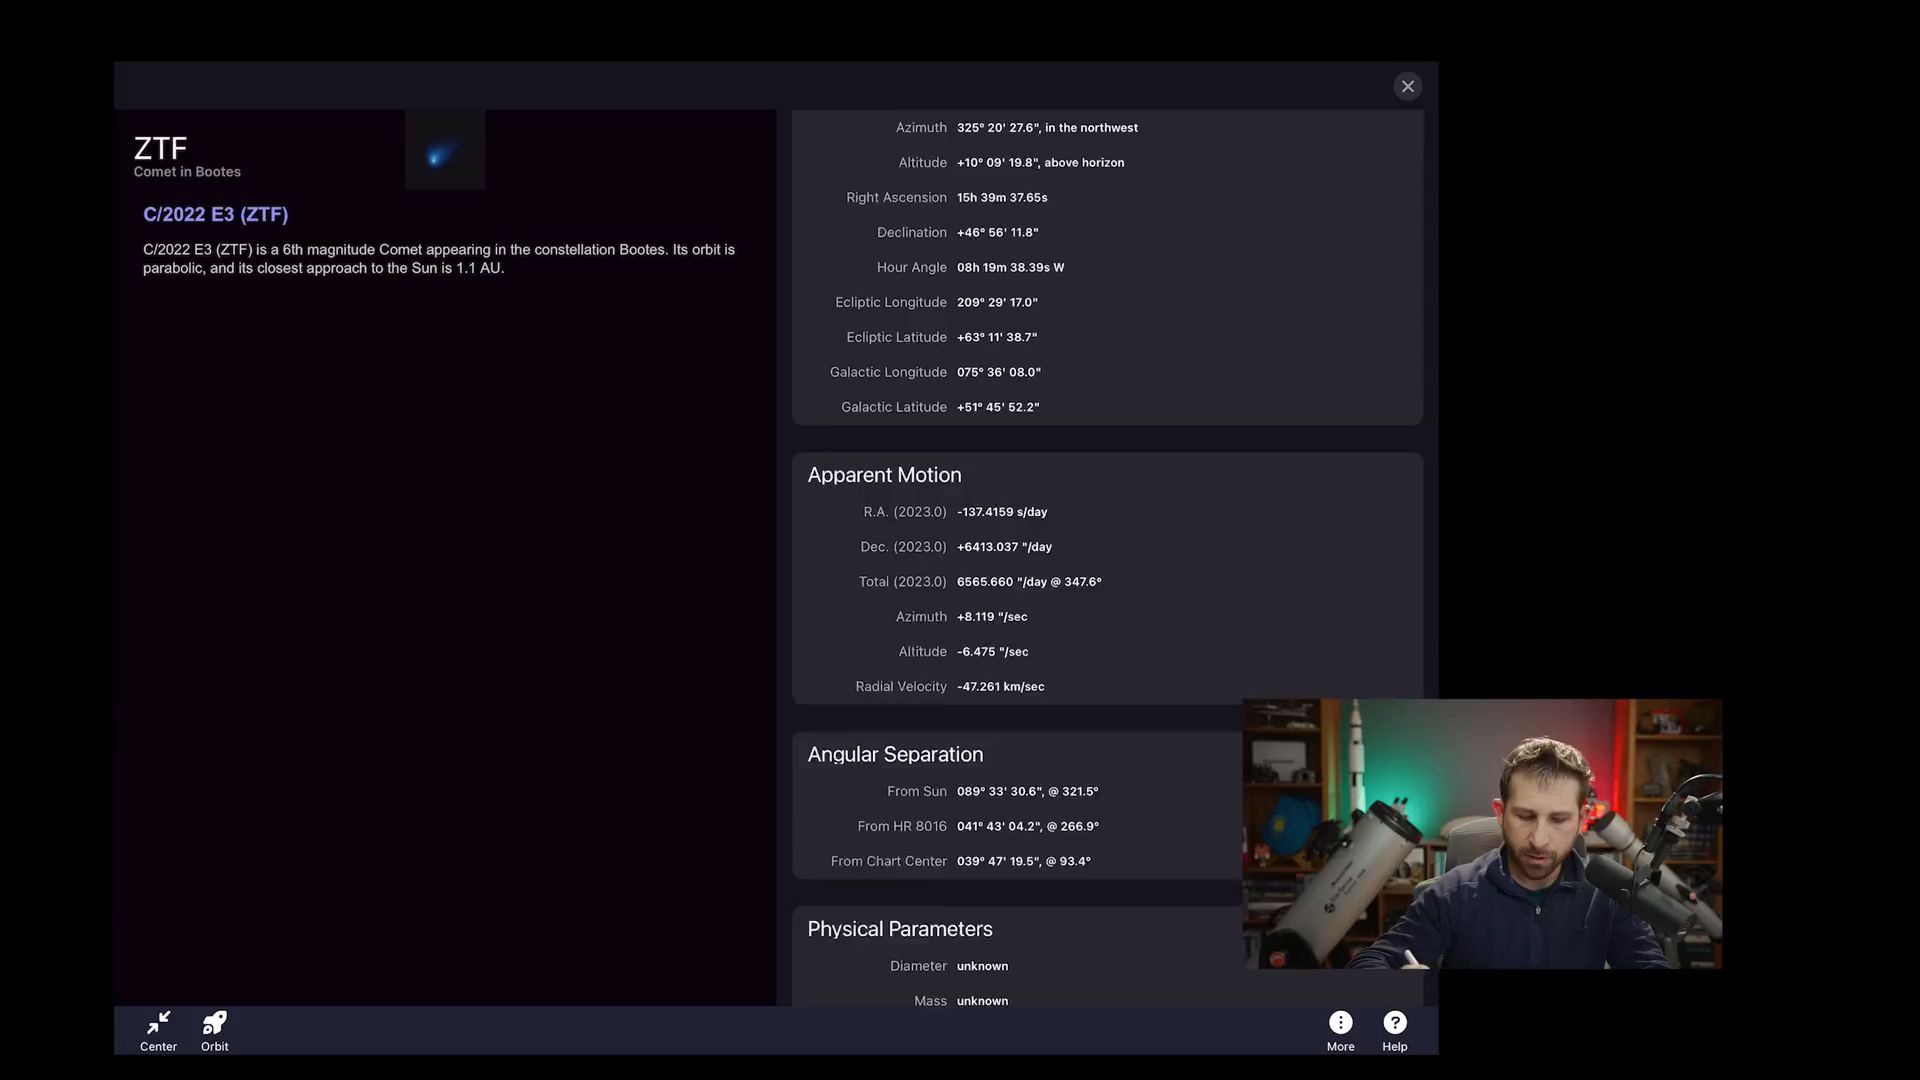 ZTF
Comet in Bootes
C/2022 E3 (ZTF)
C/2022 E3 (ZTF) is a 6th magnitude Comet appearing in the constellation Bootes. Its orbit is
parabolic, and its closest approach to the Sun is 1.1 AU.
Azimuth 325° 20' 27.6", in the northwest
Altitude +10° 09' 19.8", above horizon
Right Ascension 15h 39m 37.65s
Declination +46° 56' 11.8"
Hour Angle 08h 19m 38.39s W
Ecliptic Longitude 209° 29' 17.0"
Ecliptic Latitude +63° 11' 38.7"
Galactic Longitude 075° 36' 08.0"
Galactic Latitude +51° 45' 52.2"
Apparent Motion
R.A. (2023.0) -137.4159 s/day
Dec. (2023.0) +6413.037 "/day
Total (2023.0) 6565.660 "/day @ 347.6°
Azimuth +8.119 "/sec
Altitude -6.475 "/sec
Radial Velocity -47.261 km/sec
Angular Separation
From Sun 089° 33' 30.6", @ 321.5°
From HR 8016 041° 43' 04.2", @ 266.9°
From Chart Center 039° 47' 19.5", @ 93.4°
Physical Parameters
Diameter unknown
Mass unknown
Center
Orbit
More
Help